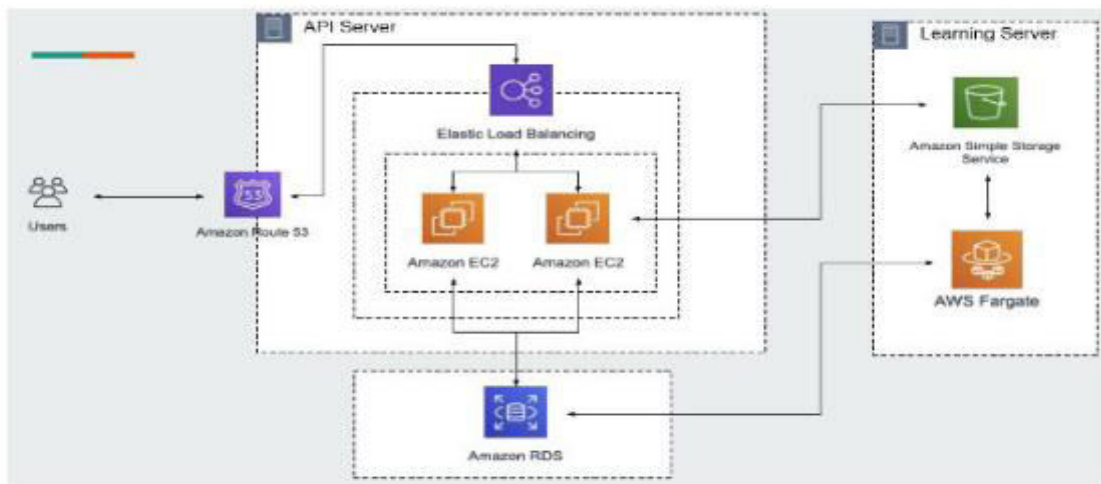 API Server
Learning Server
Elastic Load Balancing
Amazon Simple Storage
Service
Users
53
Amazon Route 53
Amazon EC2
Amazon EC2
AWS Fargate
Amazon RDS